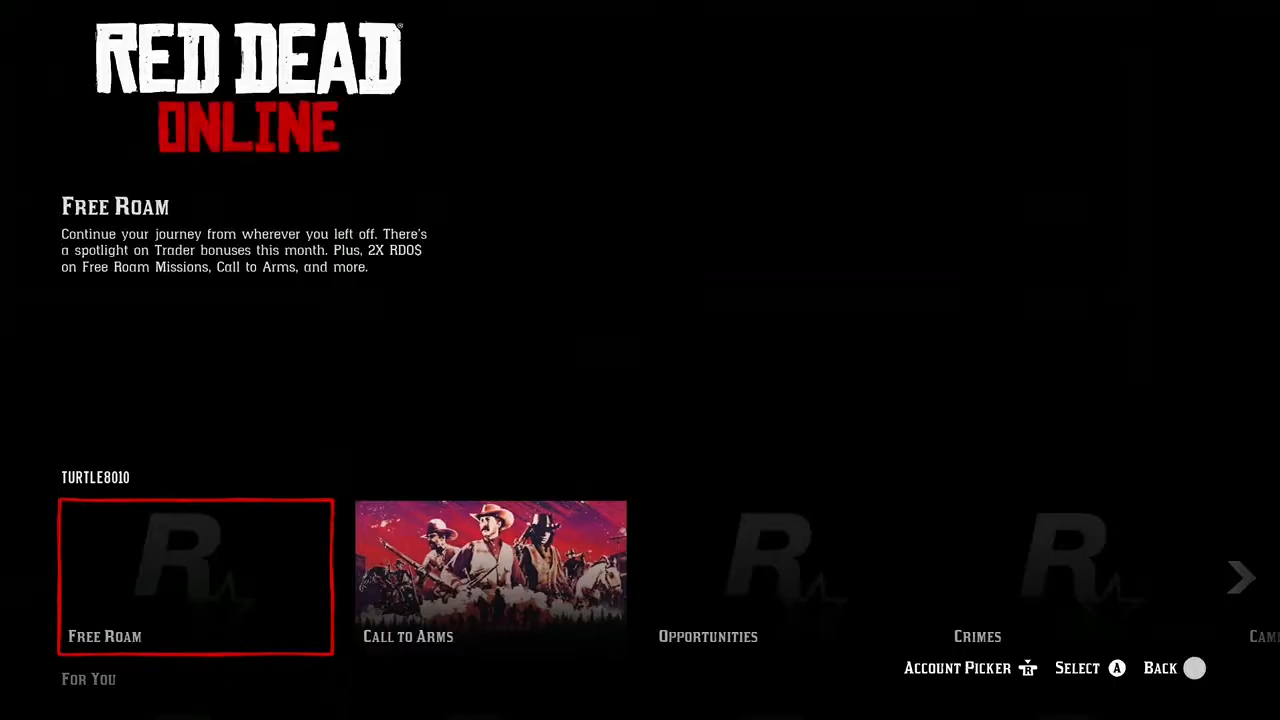 RED DEAD
ONLINE
FREE ROAM
Continue your journey from wherever you left off. There's
a spotlight on Trader bonuses this month. Plus, 2X RDO$
on Free Roam Missions, Call to Arms, and more.
TURTLE8010
FREE ROAM
CALL TO ARMS
OPPORTUNITIES
CRIMES
CAM
FOR YOU
ACCOUNT PICKER R SELECT A BACK